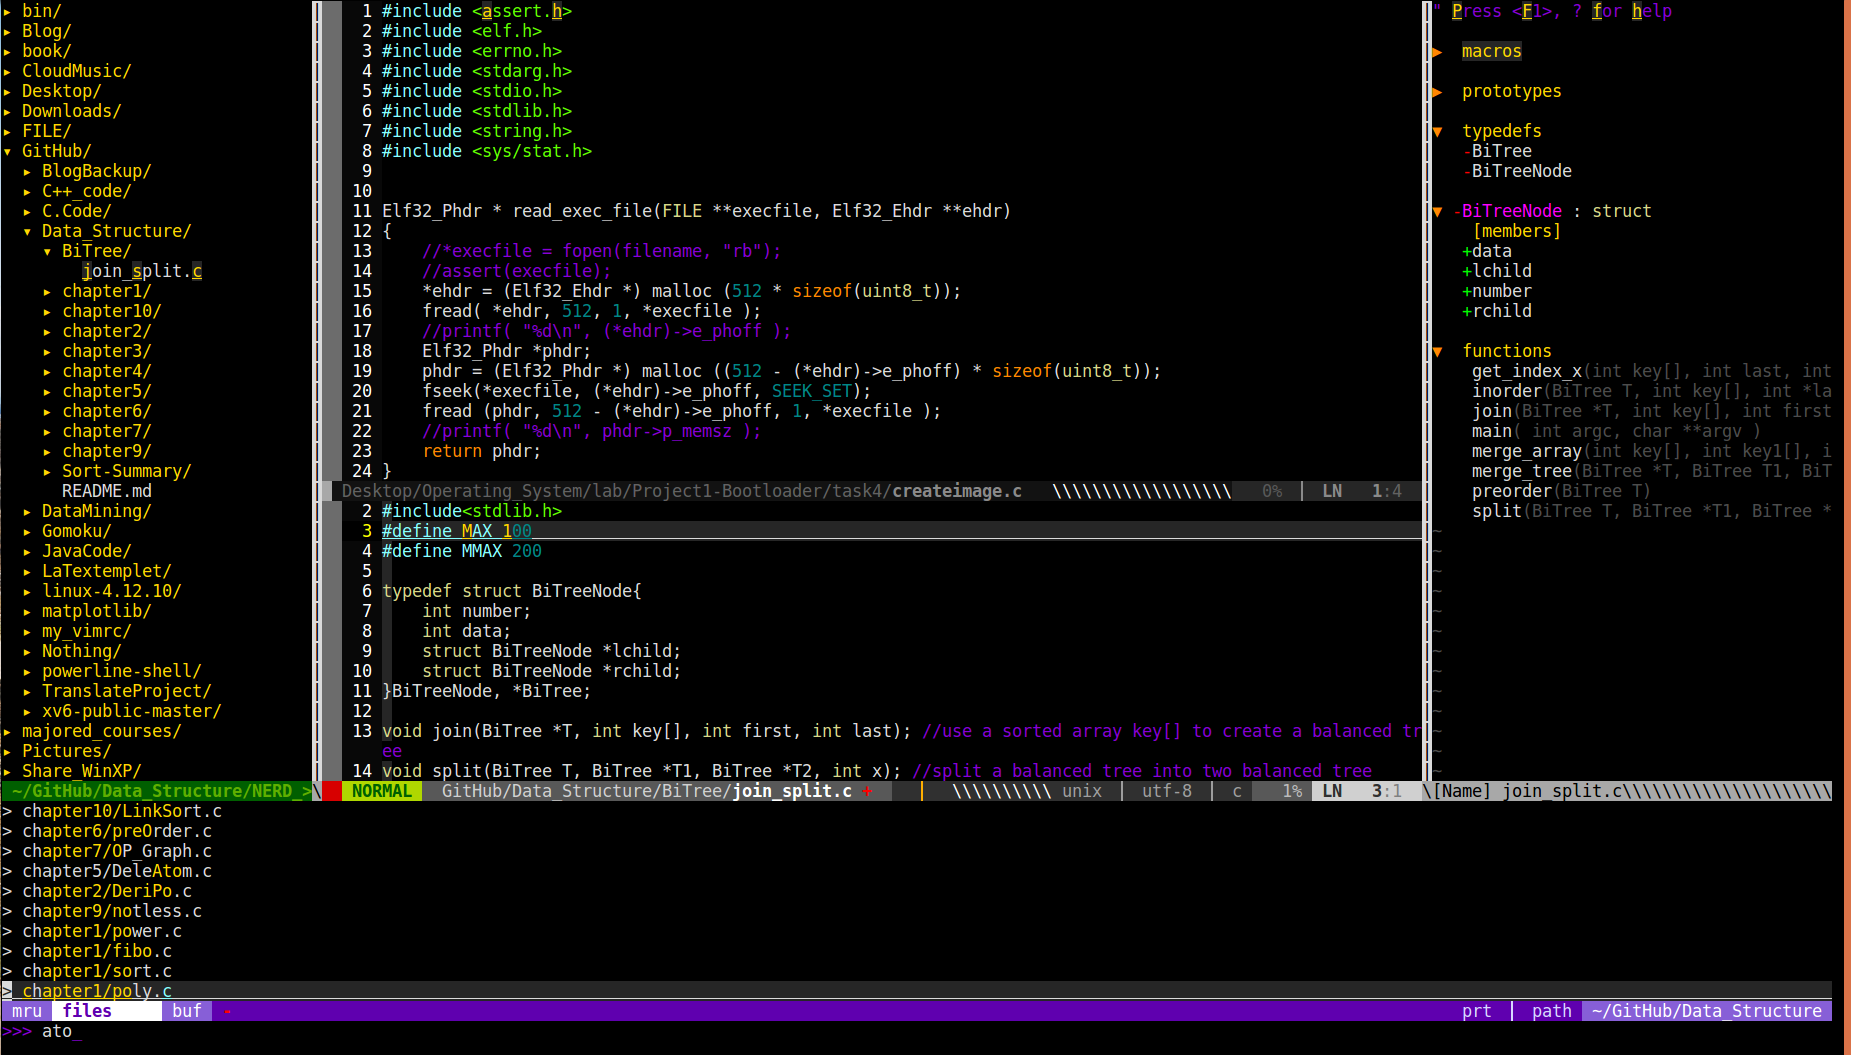 ▸ bin/
▸ Blog/
▸ book/
▸ CloudMusic/
▸ Desktop/
▸ Downloads/
▸ FILE/
▾ GitHub/
▸ BlogBackup/
▸ C++_code/
▸ C.Code/
▾ Data_Structure/
▾ BiTree/
join_split.c
▸ chapter1/
▸ chapter10/
▸ chapter2/
▸ chapter3/
▸ chapter4/
▸ chapter5/
▸ chapter6/
▸ chapter7/
▸ chapter9/
▸ Sort-Summary/
README.md
▸ DataMining/
▸ Gomoku/
▸ JavaCode/
▸ LaTextemplet/
▸ linux-4.12.10/
▸ matplotlib/
▸ my_vimrc/
▸ Nothing/
▸ powerline-shell/
▸ TranslateProject/
▸ xv6-public-master/
▸ majored_courses/
▸ Pictures/
▸ Share_WinXP/
~/GitHub/Data_Structure/NERD_>\
1 #include <assert.h>
2 #include <elf.h>
3 #include <errno.h>
4 #include <stdarg.h>
5 #include <stdio.h>
6 #include <stdlib.h>
7 #include <string.h>
8 #include <sys/stat.h>
9
10
11 Elf32_Phdr * read_exec_file(FILE **execfile, Elf32_Ehdr **ehdr)
12 {
13     //*execfile = fopen(filename, "rb");
14     //assert(execfile);
15     *ehdr = (Elf32_Ehdr *) malloc (512 * sizeof(uint8_t));
16     fread( *ehdr, 512, 1, *execfile );
17     //printf( "%d\n", (*ehdr)->e_phoff );
18     Elf32_Phdr *phdr;
19     phdr = (Elf32_Phdr *) malloc ((512 - (*ehdr)->e_phoff) * sizeof(uint8_t));
20     fseek(*execfile, (*ehdr)->e_phoff, SEEK_SET);
21     fread (phdr, 512 - (*ehdr)->e_phoff, 1, *execfile );
22     //printf( "%d\n", phdr->p_memsz );
23     return phdr;
24 }
Desktop/Operating_System/lab/Project1-Bootloader/task4/createimage.c   \\\\\\\\\\\\\\\\\\   0% | LN 1:4
2 #include<stdlib.h>
3 #define MAX 100
4 #define MMAX 200
5
6 typedef struct BiTreeNode{
7     int number;
8     int data;
9     struct BiTreeNode *lchild;
10     struct BiTreeNode *rchild;
11 }BiTreeNode, *BiTree;
12
13 void join(BiTree *T, int key[], int first, int last); //use a sorted array key[] to create a balanced tr
ee
14 void split(BiTree T, BiTree *T1, BiTree *T2, int x); //split a balanced tree into two balanced tree
NORMAL GitHub/Data_Structure/BiTree/join_split.c + | \\\\\\\\\\ unix | utf-8 | c 1% LN 3:1
" Press <F1>, ? for help
▶ macros
▶ prototypes
▼ typedefs
-BiTree
-BiTreeNode
▼ -BiTreeNode : struct
[members]
+data
+lchild
+number
+rchild
▼ functions
get_index_x(int key[], int last, int
inorder(BiTree T, int key[], int *la
join(BiTree *T, int key[], int first
main( int argc, char **argv )
merge_array(int key[], int key1[], i
merge_tree(BiTree *T, BiTree T1, BiT
preorder(BiTree T)
split(BiTree T, BiTree *T1, BiTree *
~
~
~
~
~
~
~
~
~
~
~
~
~
\[Name] join_split.c\\\\\\\\\\\\\\\\\\\\\
> chapter10/LinkSort.c
> chapter6/preOrder.c
> chapter7/OP_Graph.c
> chapter5/DeleAtom.c
> chapter2/DeriPo.c
> chapter9/notless.c
> chapter1/power.c
> chapter1/fibo.c
> chapter1/sort.c
> chapter1/poly.c
mru files buf - prt | path ~/GitHub/Data_Structure
>>> ato_